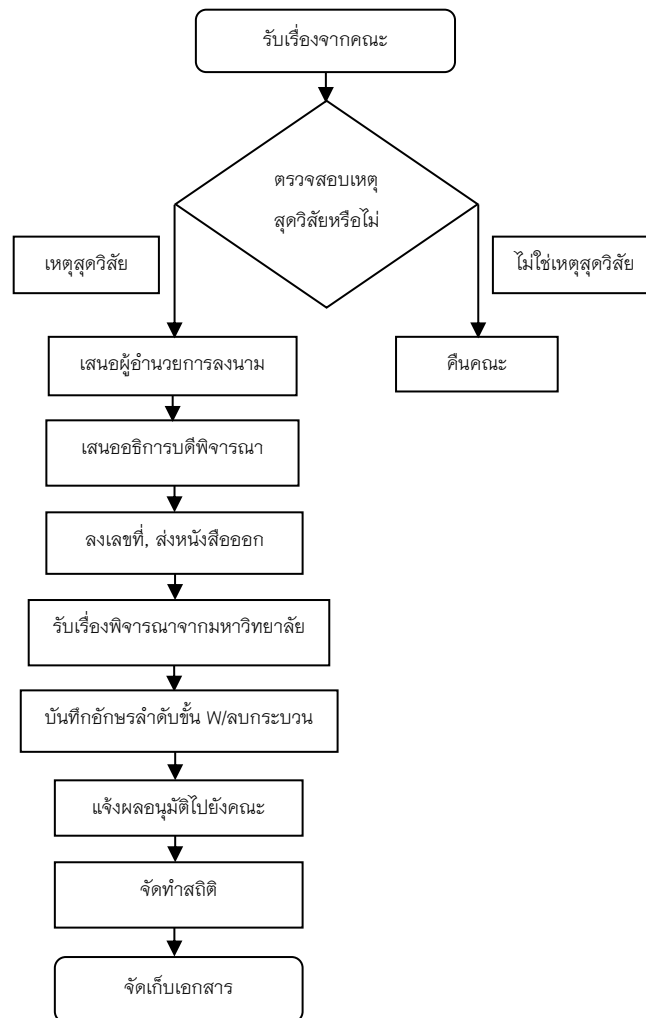 รับเรื่องจากคณะ
ตรวจสอบเหตุ
สุดวิสัยหรือไม่
เหตุสุดวิสัย
ไม่ใช่เหตุสุดวิสัย
เสนอผู้อำนวยการลงนาม
คืนคณะ
เสนออธิการบดีพิจารณา
ลงเลขที่, ส่งหนังสือออก
รับเรื่องพิจารณาจากมหาวิทยาลัย
บันทึกอักษรลำดับขั้น W/ลบกระบวน
แจ้งผลอนุมัติไปยังคณะ
จัดทำสถิติ
จัดเก็บเอกสาร